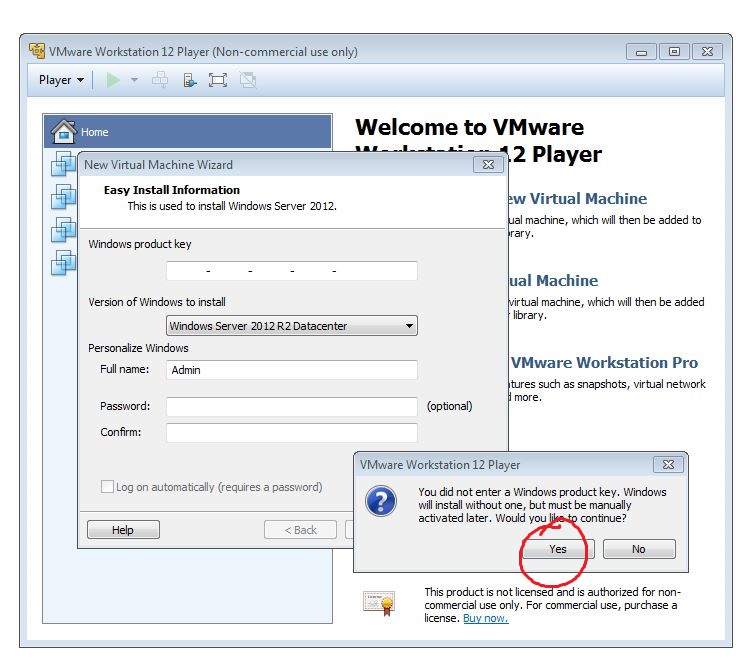 VMware Workstation 12 Player (Non-commercial use only)
Player
Home
Welcome to VMware
Workstation 12 Player
ew Virtual Machine
ual machine, which will then be added to
rary.
ual Machine
virtual machine, which will then be added
library.
VMware Workstation Pro
tures such as snapshots, virtual network
d more.
New Virtual Machine Wizard
Easy Install Information
This is used to install Windows Server 2012.
Windows product key
- - - -
Version of Windows to install
Windows Server 2012 R2 Datacenter
Personalize Windows
Full name: Admin
Password: (optional)
Confirm:
Log on automatically (requires a password)
Help < Back
VMware Workstation 12 Player
You did not enter a Windows product key. Windows
will install without one, but must be manually
activated later. Would you like to continue?
Yes No
This product is not licensed and is authorized for non-
commercial use only. For commercial use, purchase a
license. Buy now.